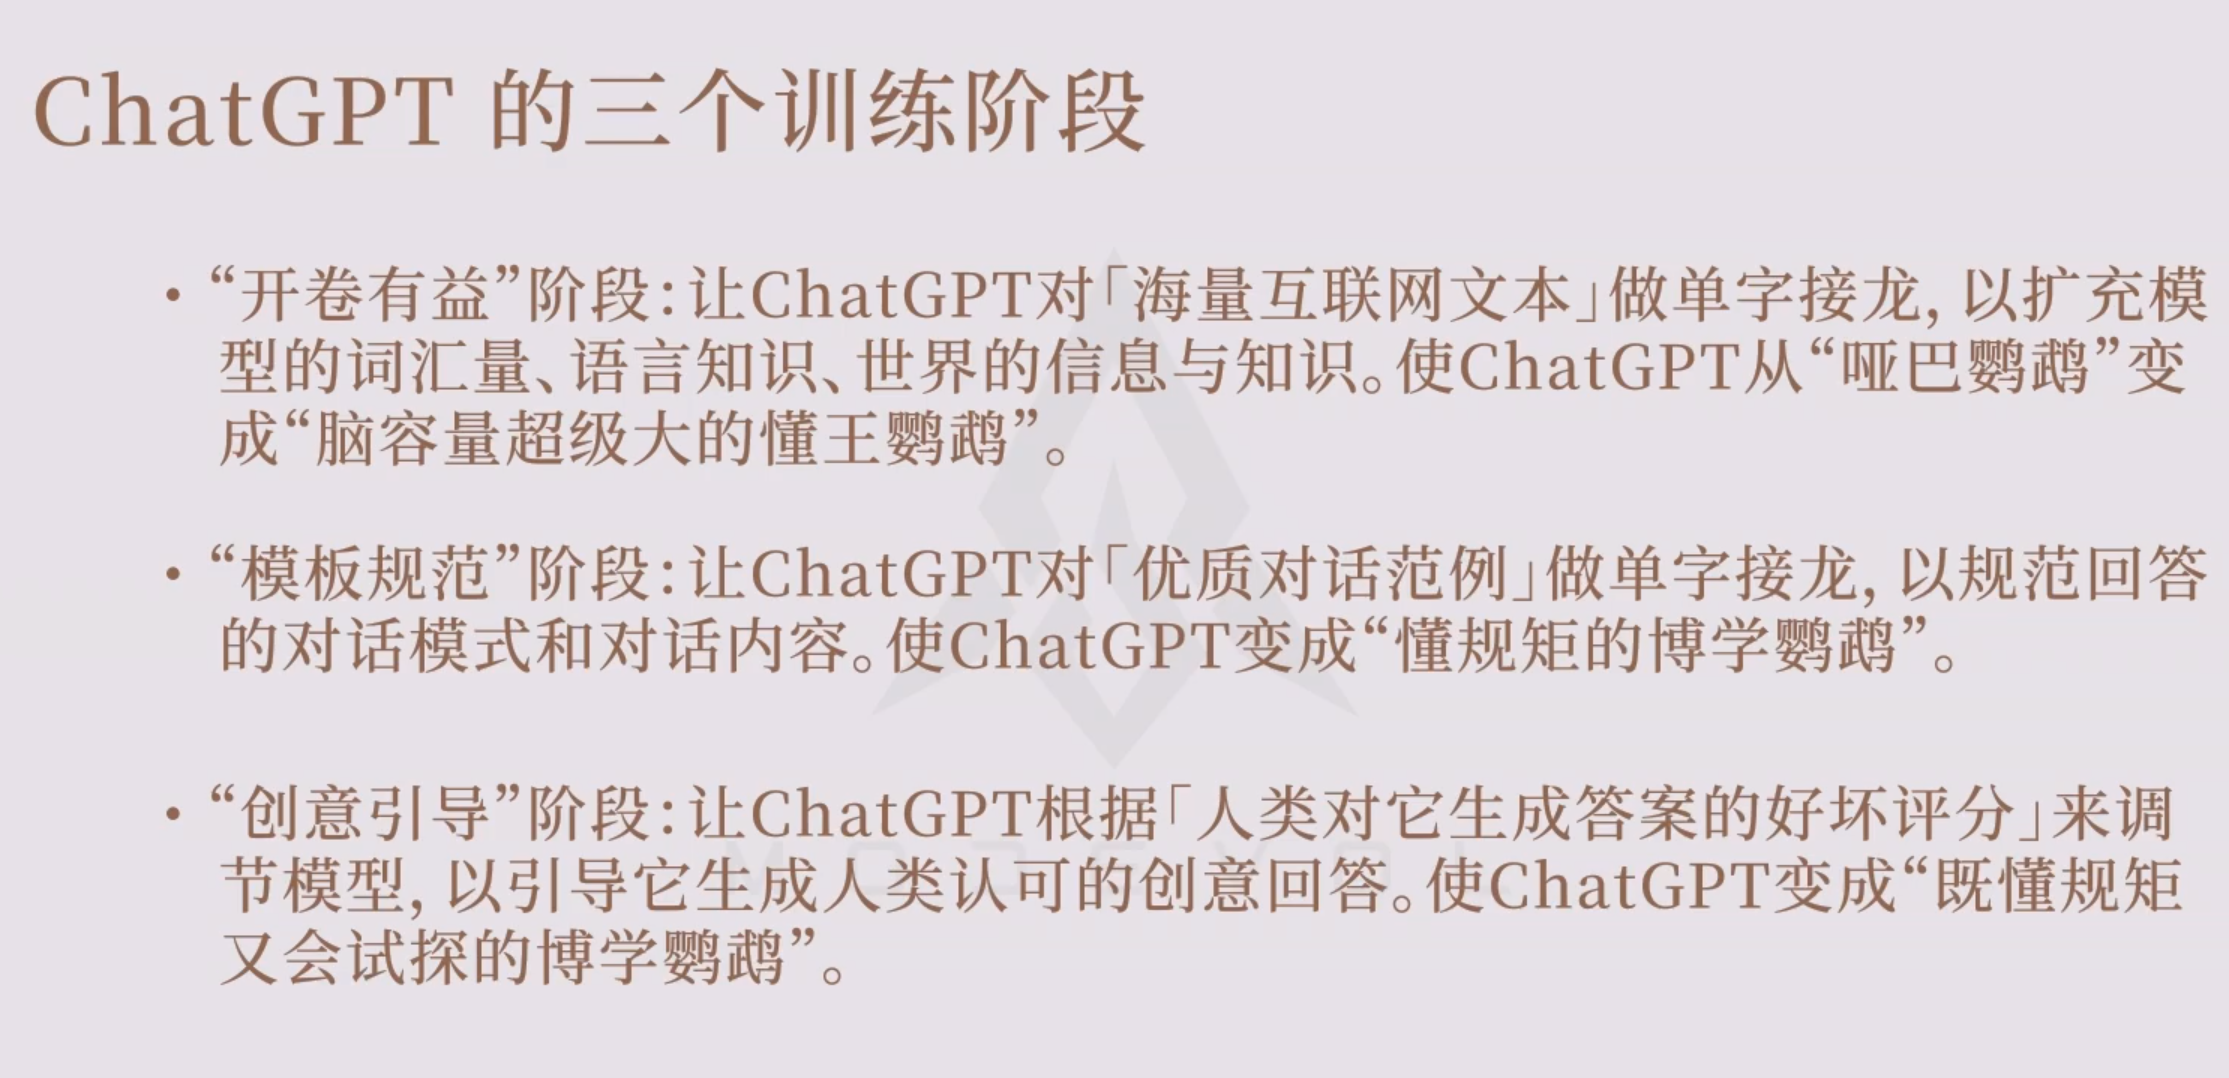 ChatGPT 的三个训练阶段
• “开卷有益”阶段：让ChatGPT对「海量互联网文本」做单字接龙，以扩充模
型的词汇量、语言知识、世界的信息与知识。使ChatGPT从“哑巴鹦鹉”变
成“脑容量超级大的懂王鹦鹉”。
• “模板规范”阶段：让ChatGPT对「优质对话范例」做单字接龙，以规范回答
的对话模式和对话内容。使ChatGPT变成“懂规矩的博学鹦鹉”。
• “创意引导”阶段：让ChatGPT根据「人类对它生成答案的好坏评分」来调
节模型，以引导它生成人类认可的创意回答。使ChatGPT变成“既懂规矩
又会试探的博学鹦鹉”。